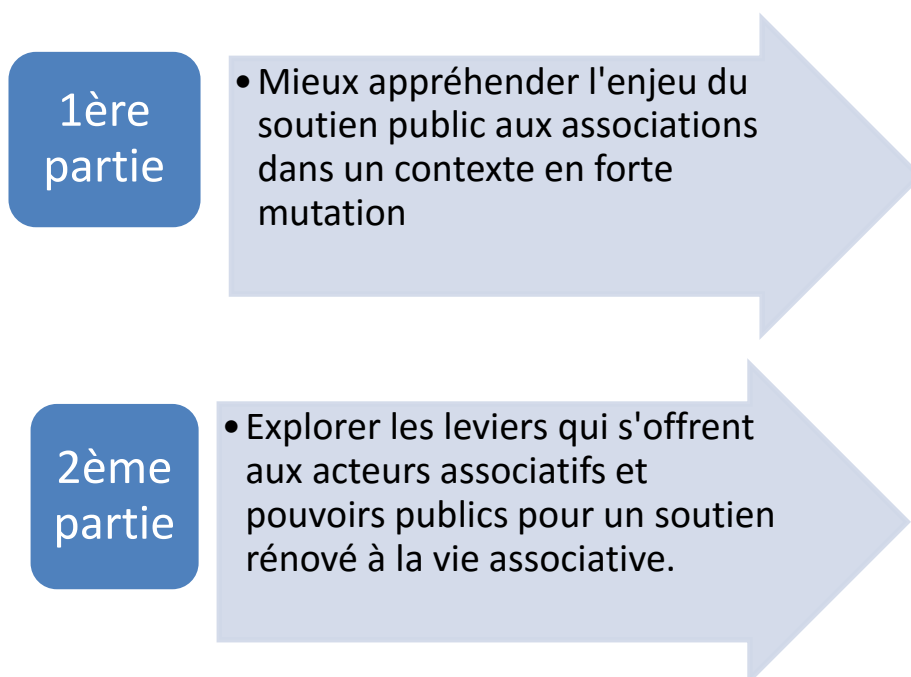 1ère
partie
• Mieux appréhender l'enjeu du
soutien public aux associations
dans un contexte en forte
mutation
2ème
partie
• Explorer les leviers qui s'offrent
aux acteurs associatifs et
pouvoirs publics pour un soutien
rénové à la vie associative.